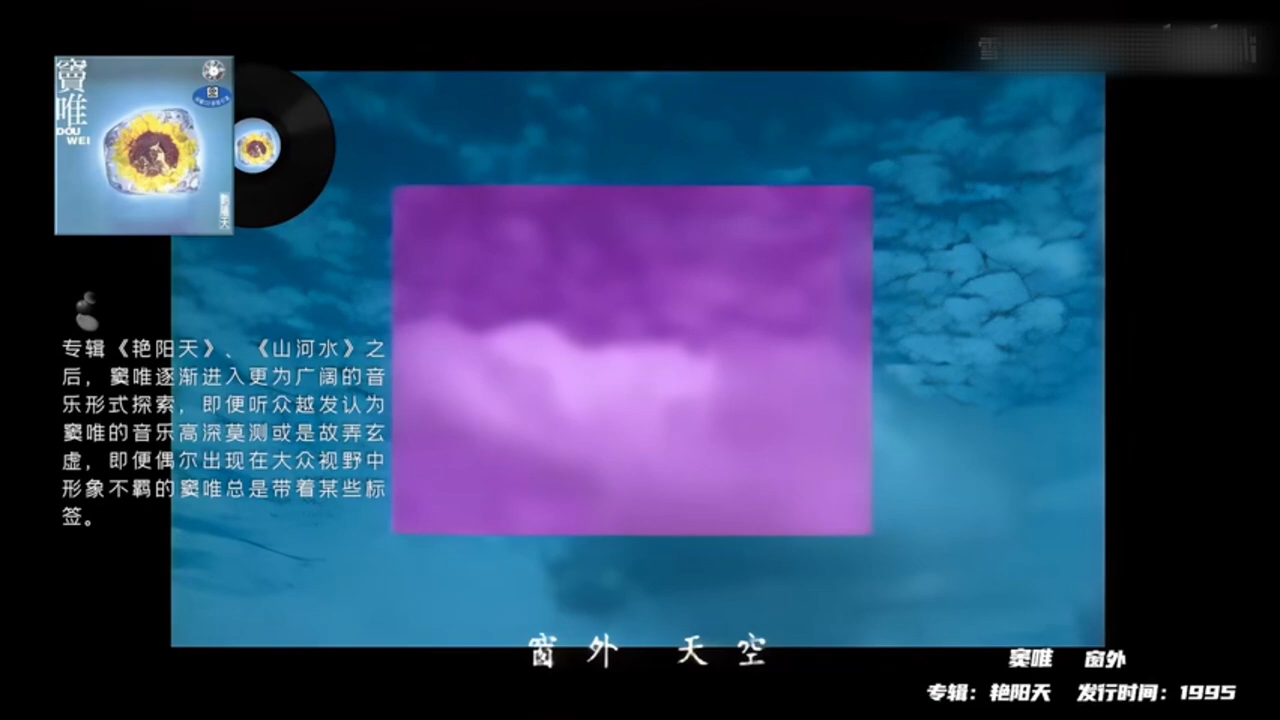 竇
唯
DOU
WEI
艳阳天
专辑《艳阳天》、《山河水》之
后，窦唯逐渐进入更为广阔的音
乐形式探索，即便听众越发认为
窦唯的音乐高深莫测或是故弄玄
虚，即便偶尔出现在大众视野中
形象不羁的窦唯总是带着某些标
签。
窗外 天空
窦唯 窗外
专辑：艳阳天 发行时间：1995